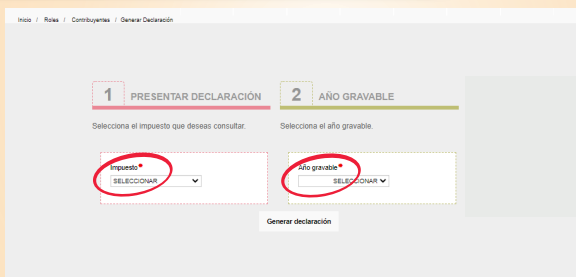 Inicio / Roles / Contribuyentes / Generar Declaración
1 PRESENTAR DECLARACIÓN
Selecciona el impuesto que deseas consultar.
Impuesto*
SELECCIONAR
2 AÑO GRAVABLE
Selecciona el año gravable.
Año gravable*
SELECCIONAR
Generar declaración